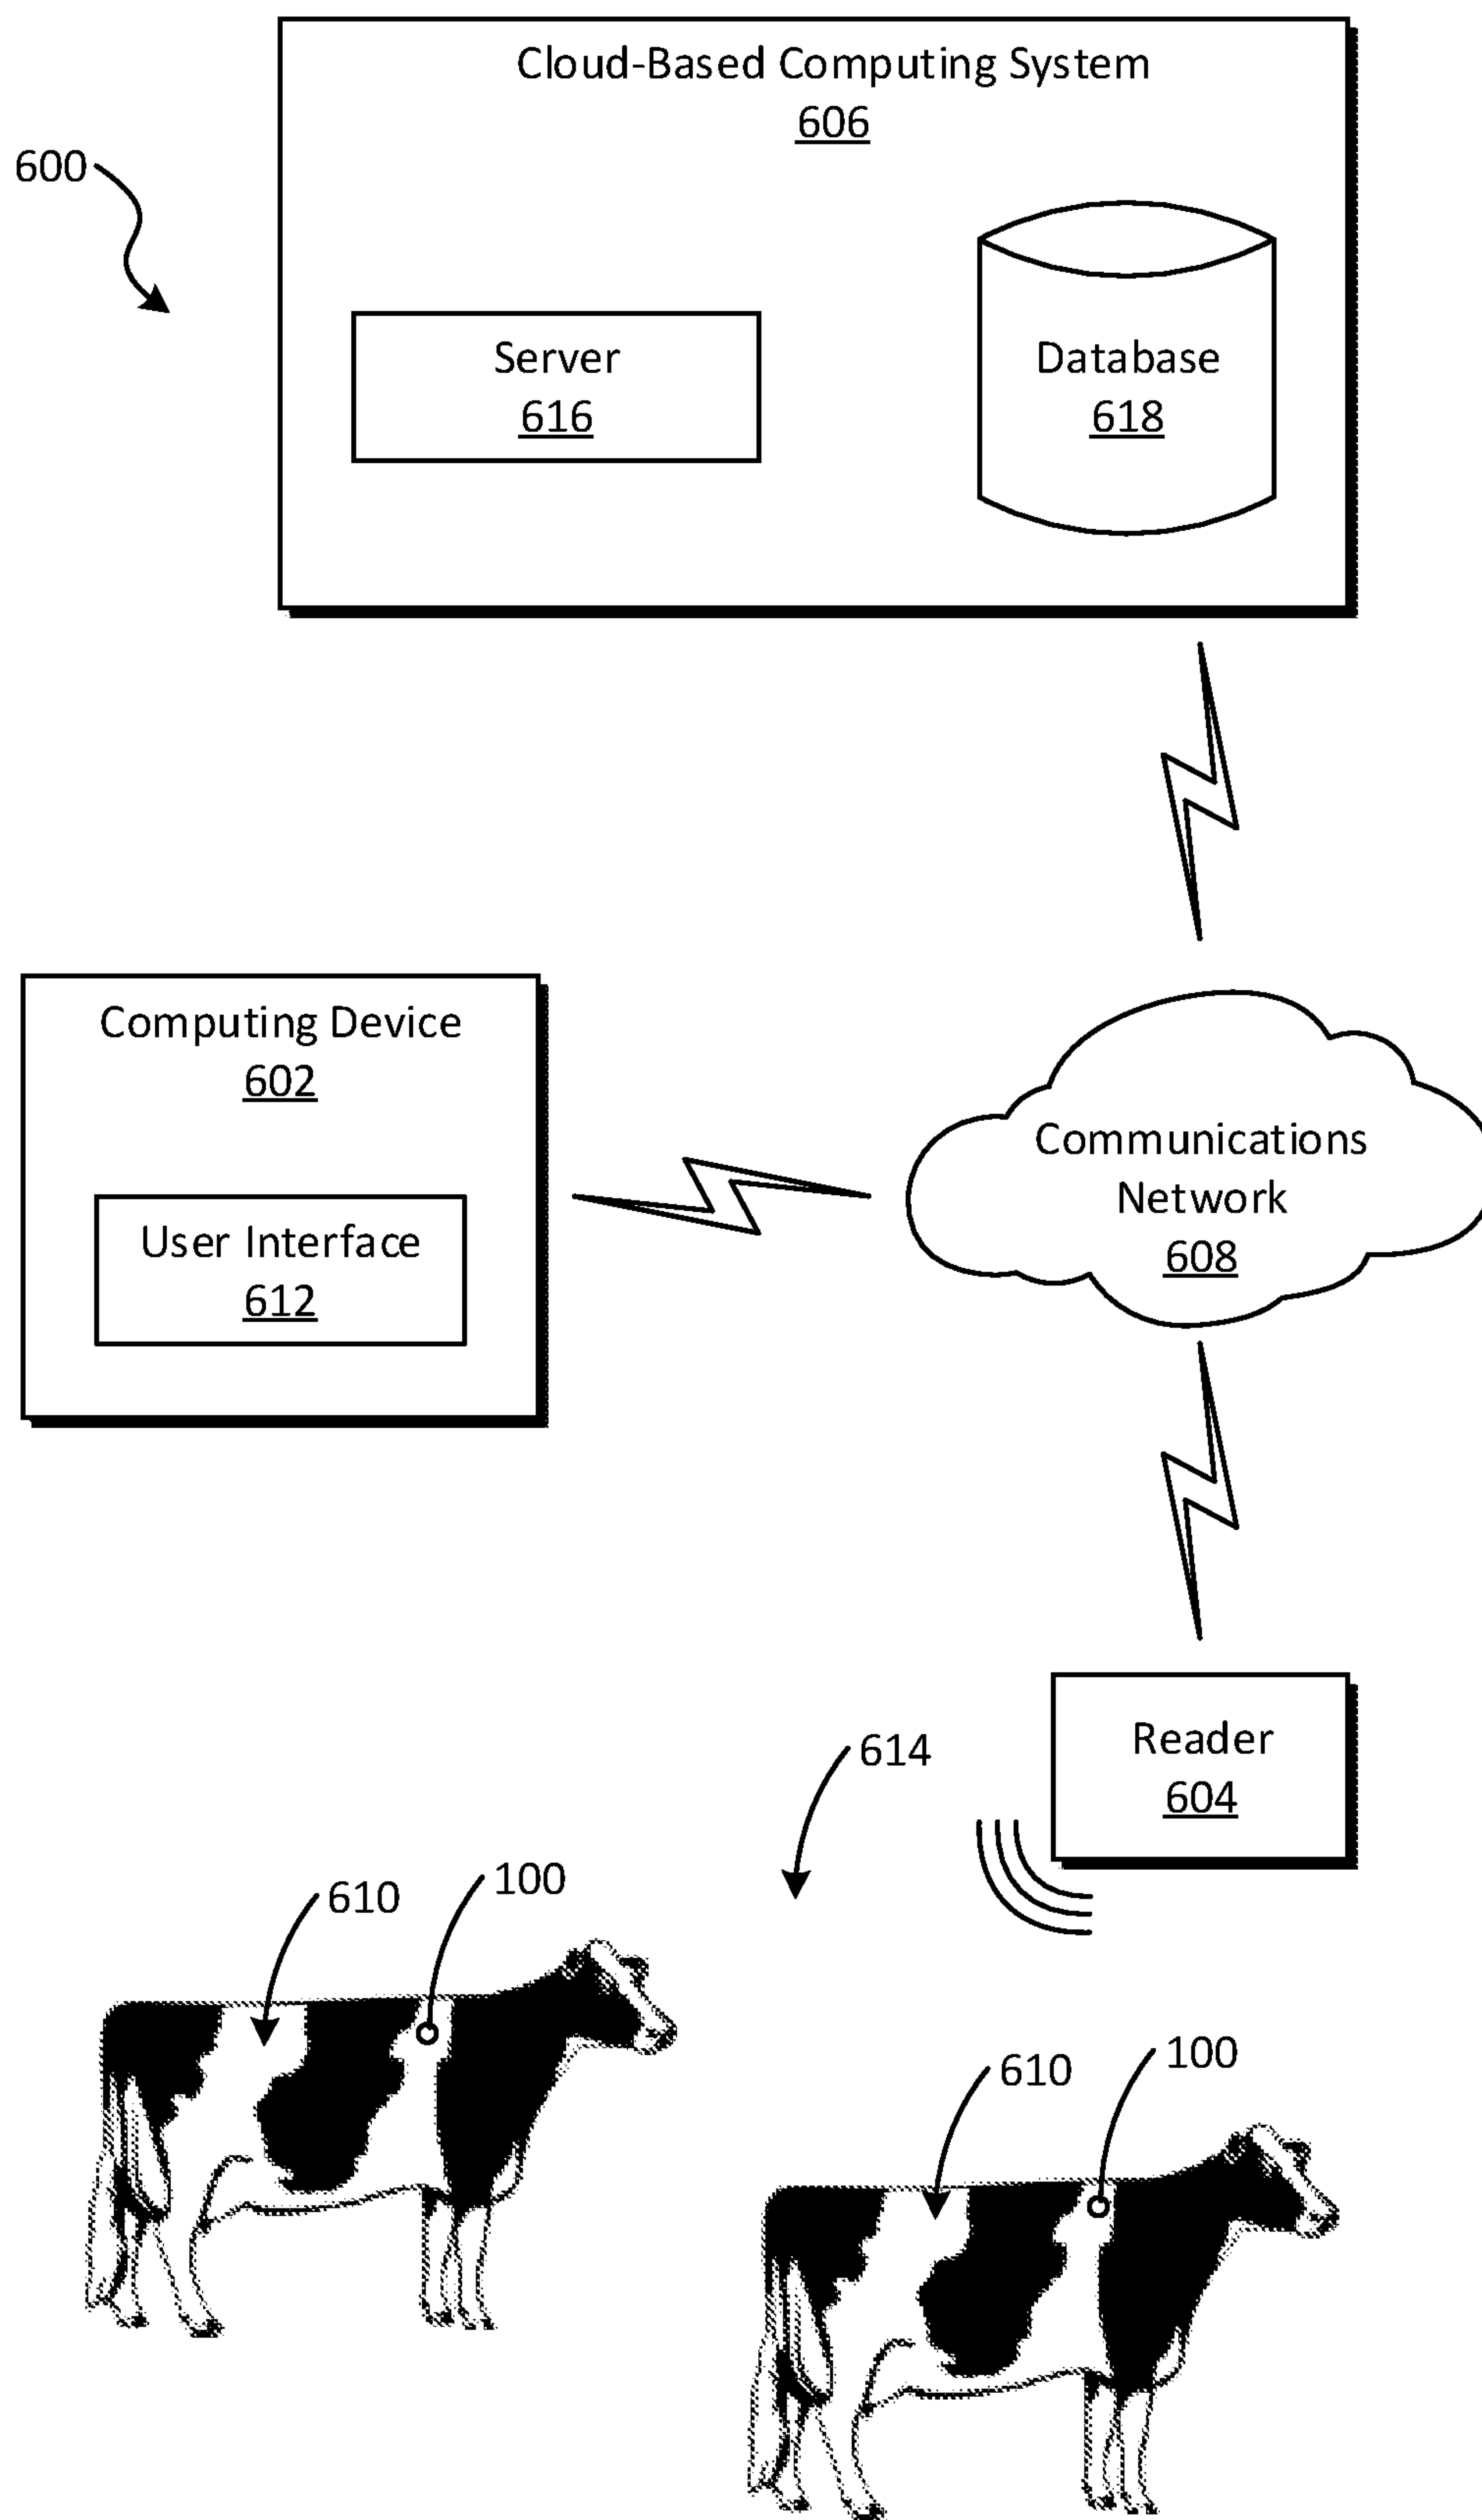 Cloud-Based Computing System
606
600
Server
616
Database
618
Computing Device
602
User Interface
612
Communications
Network
608
Reader
604
614
610
100
610
100